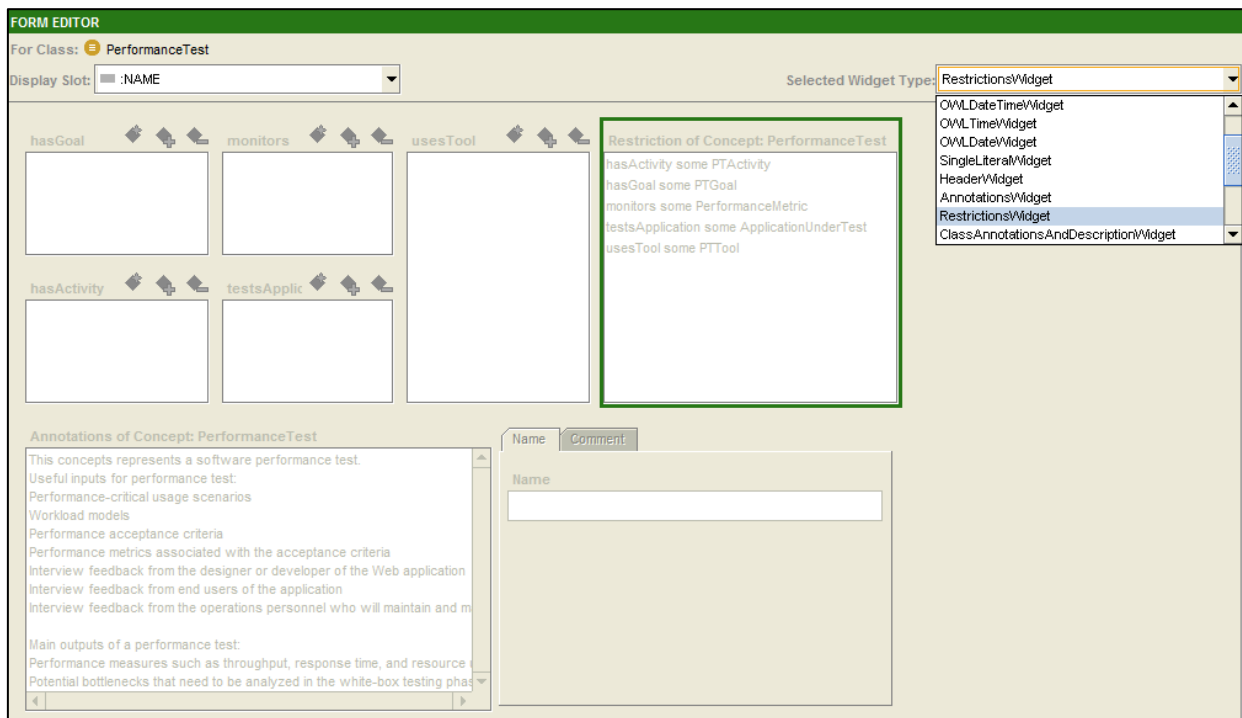 FORM EDITOR
For Class: PerformanceTest
Display Slot: :NAME
Selected Widget Type: RestrictionsWidget
OWLDateTimeWidget
OWLTimeWidget
OWLDateWidget
SingleLiteralWidget
HeaderWidget
AnnotationsWidget
RestrictionsWidget
ClassAnnotationsAndDescriptionWidget
hasGoal
monitors
usesTool
Restriction of Concept: PerformanceTest
hasActivity some PTActivity
hasGoal some PTGoal
monitors some PerformanceMetric
testsApplication some ApplicationUnderTest
usesTool some PTTool
hasActivity
testsApplic
Annotations of Concept: PerformanceTest
This concepts represents a software performance test.
Useful inputs for performance test:
Performance-critical usage scenarios
Workload models
Performance acceptance criteria
Performance metrics associated with the acceptance criteria
Interview feedback from the designer or developer of the Web application
Interview feedback from end users of the application
Interview feedback from the operations personnel who will maintain and m
Main outputs of a performance test:
Performance measures such as throughput, response time, and resource
Potential bottlenecks that need to be analyzed in the white-box testing phas
Name
Comment
Name